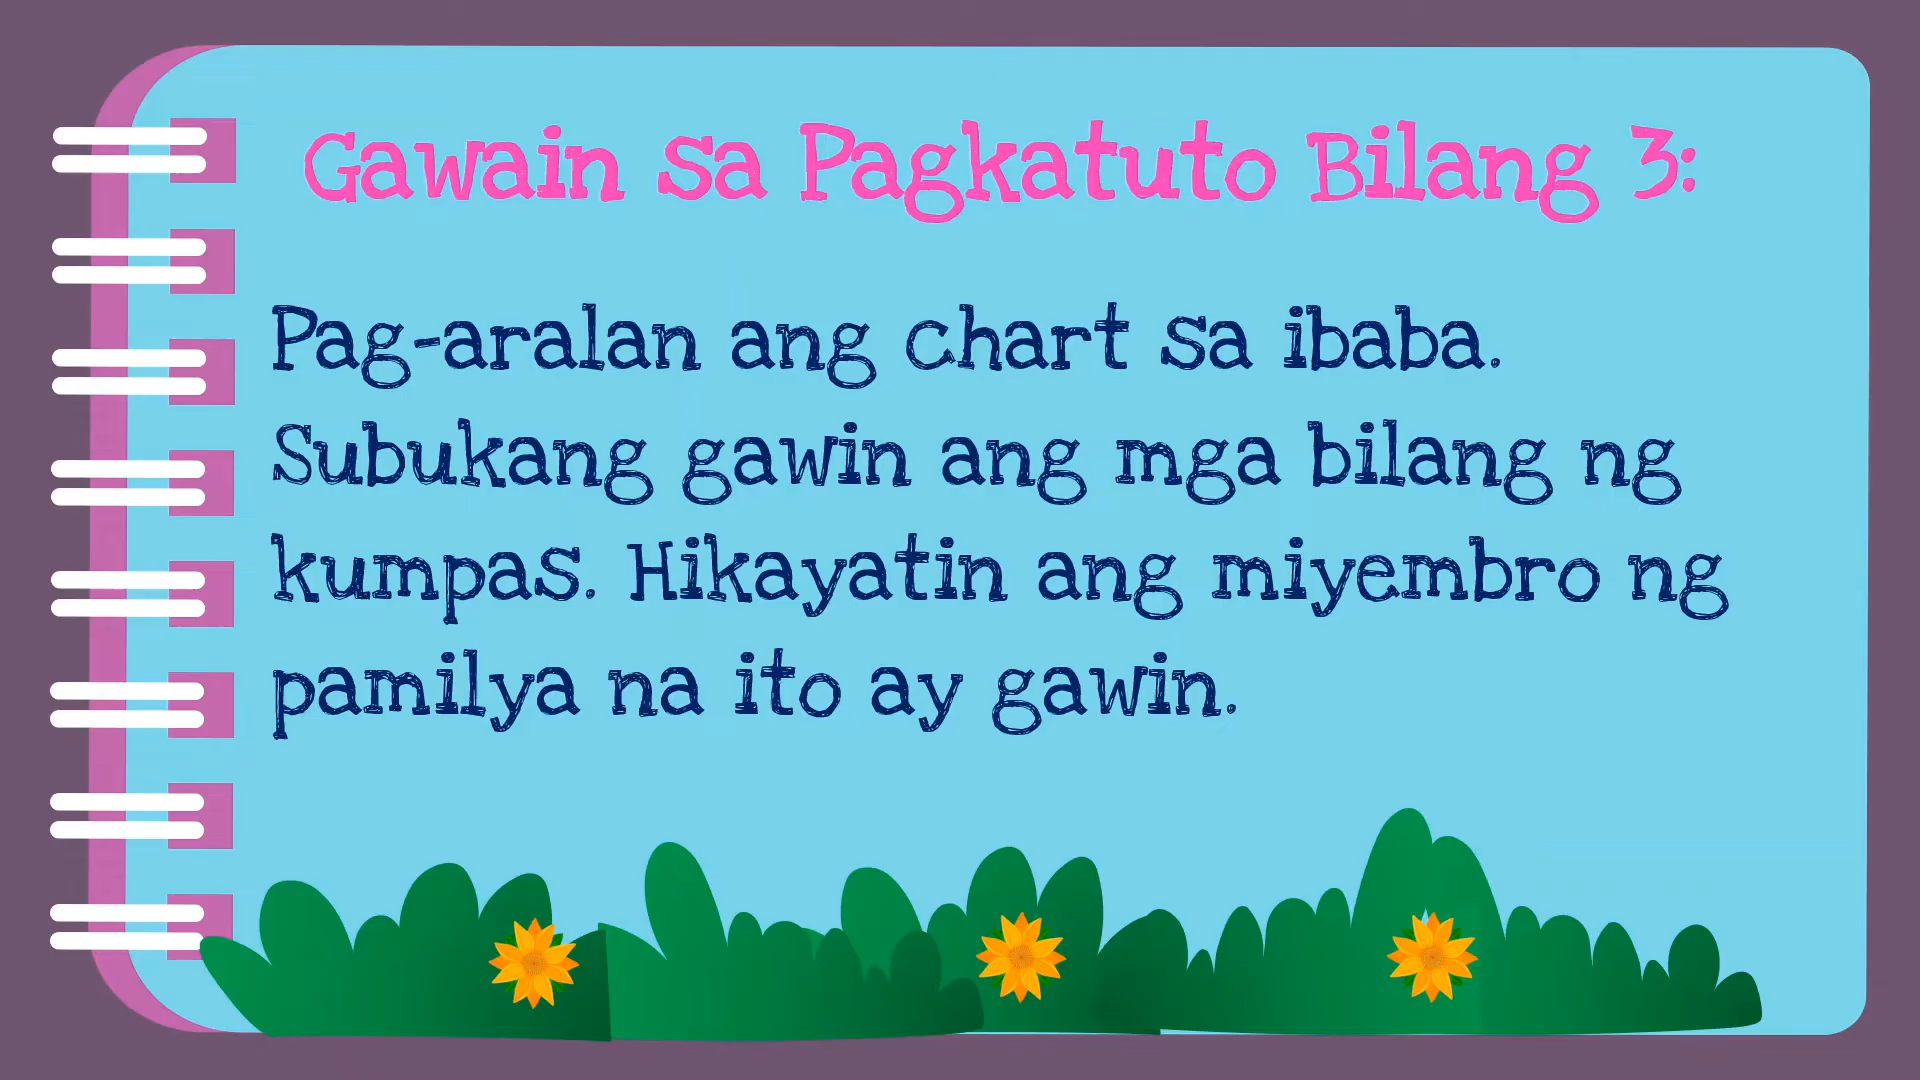 Gawain sa Pagkatuto Bilang 3:
Pag-aralan ang chart sa ibaba.
Subukang gawin ang mga bilang ng
kumpas. Hikayatin ang miyembro ng
pamilya na ito ay gawin.